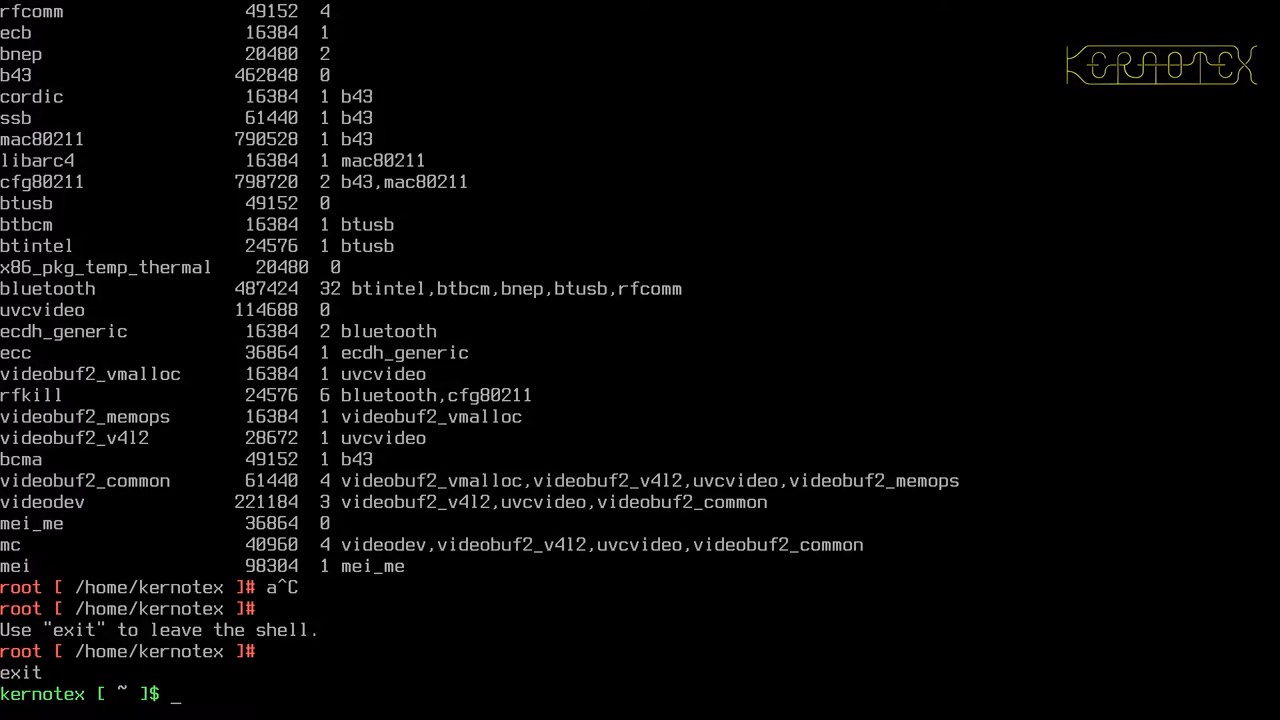 rfcomm                 49152  4
ecb                    16384  1
bnep                   20480  2
b43                   462848  0
cordic                 16384  1 b43
ssb                    61440  1 b43
mac80211              790528  1 b43
libarc4                16384  1 mac80211
cfg80211              798720  2 b43,mac80211
btusb                  49152  0
btbcm                  16384  1 btusb
btintel                24576  1 btusb
x86_pkg_temp_thermal    20480  0
bluetooth             487424  32 btintel,btbcm,bnep,btusb,rfcomm
uvcvideo              114688  0
ecdh_generic           16384  2 bluetooth
ecc                    36864  1 ecdh_generic
videobuf2_vmalloc      16384  1 uvcvideo
rfkill                 24576  6 bluetooth,cfg80211
videobuf2_memops       16384  1 videobuf2_vmalloc
videobuf2_v4l2         28672  1 uvcvideo
bcma                   49152  1 b43
videobuf2_common       61440  4 videobuf2_vmalloc,videobuf2_v4l2,uvcvideo,videobuf2_memops
videodev              221184  3 videobuf2_v4l2,uvcvideo,videobuf2_common
mei_me                 36864  0
mc                     40960  4 videodev,videobuf2_v4l2,uvcvideo,videobuf2_common
mei                    98304  1 mei_me
root [ /home/kernotex ]# a^C
root [ /home/kernotex ]#
Use "exit" to leave the shell.
root [ /home/kernotex ]#
exit
kernotex [ ~ ]$ _
KERNOTEX